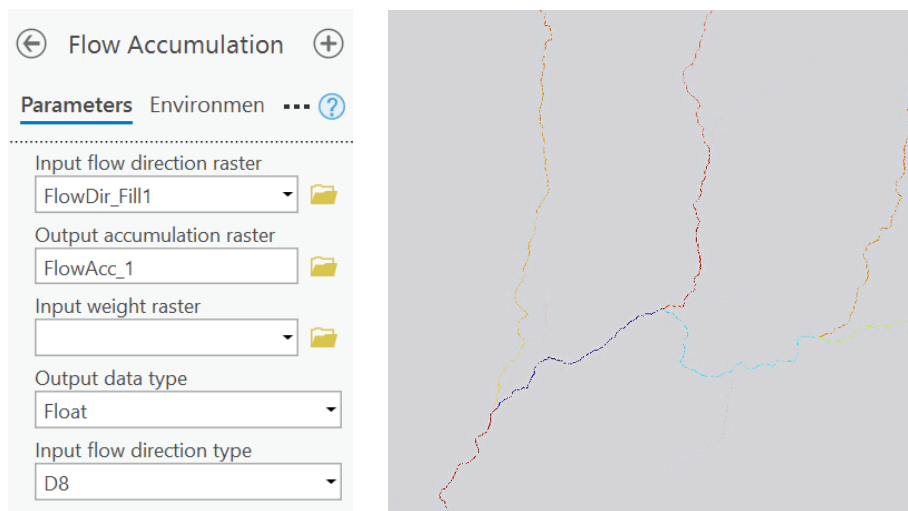 Flow Accumulation
Parameters Environmen
Input flow direction raster
FlowDir_Fill1
Output accumulation raster
FlowAcc_1
Input weight raster
Output data type
Float
Input flow direction type
D8